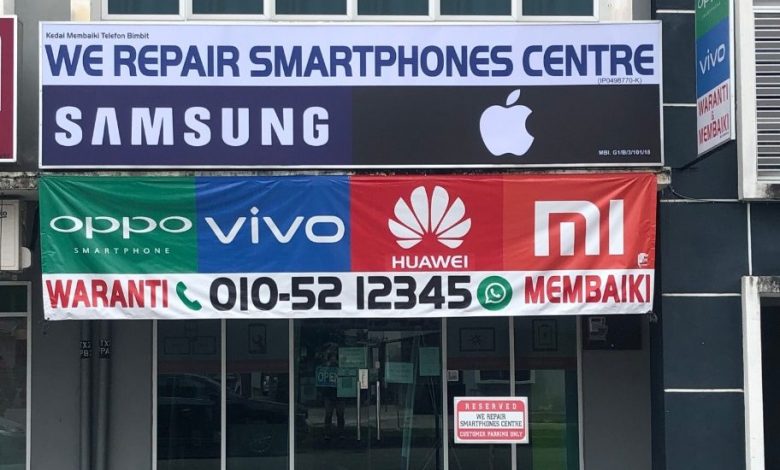 Kedai Membaiki Telefon Bimbit
WE REPAIR SMARTPHONES CENTRE
(IP0498770-K)
SAMSUNG
MBI. G1/B/3/101/18
oppo
SMARTPHONE
vivo
HUAWEI
mi
WARANTI 010-52 12345 MEMBAIKI
oppo
vivo
WARANTI
&
MEMBAIKI
OPEN
RESERVED
WE REPAIR
SMARTPHONES CENTRE
CUSTOMER PARKING ONLY